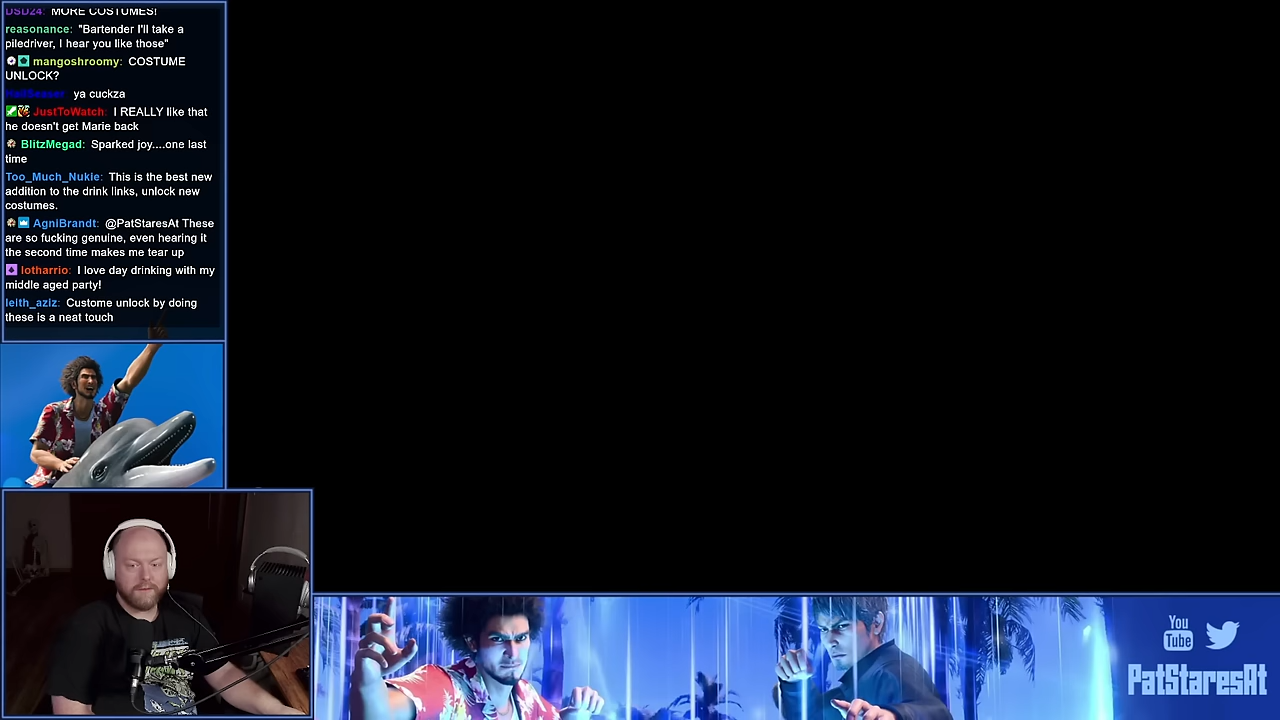 DSD24: MORE COSTUMES!
reasonance: "Bartender I'll take a
piledriver, I hear you like those"
mangoshroomy: COSTUME
UNLOCK?
ya cuckza
JustToWatch: I REALLY like that
he doesn't get Marie back
BlitzMegad: Sparked joy....one last
time
Too_Much_Nukie: This is the best new
addition to the drink links, unlock new
costumes.
AgniBrandt: @PatStaresAt These
are so fucking genuine, even hearing it
the second time makes me tear up
lotharrio: I love day drinking with my
middle aged party!
leith_aziz: Custome unlock by doing
these is a neat touch
You
Tube
PatStaresAt